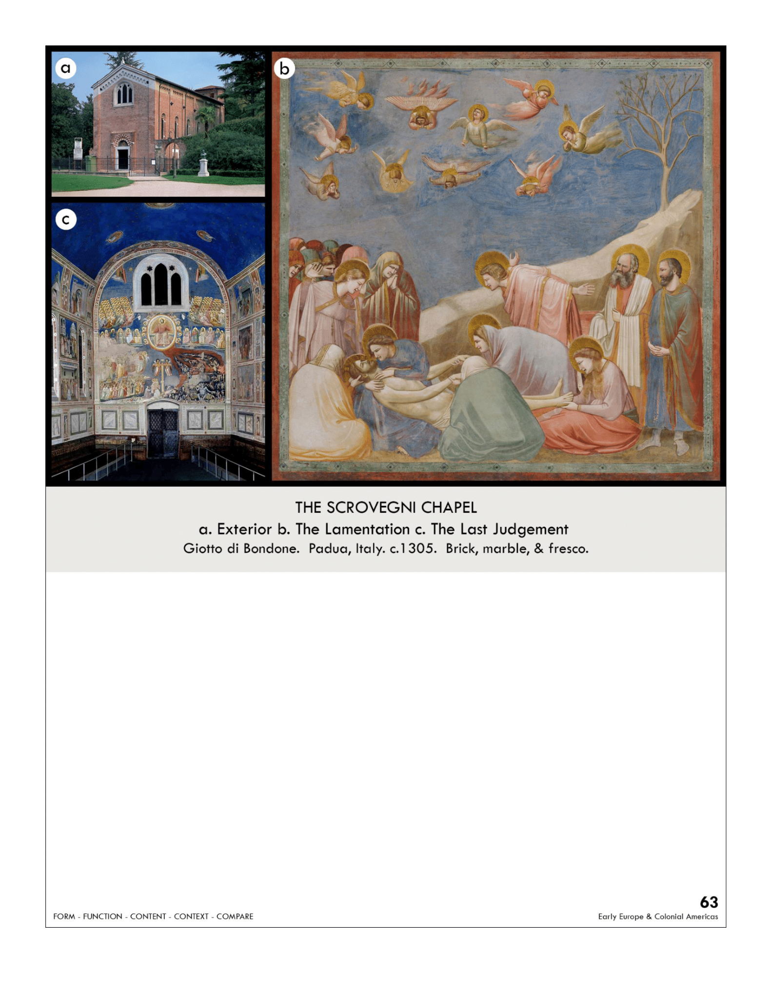 a
b
c
THE SCROVEGNI CHAPEL
a. Exterior b. The Lamentation c. The Last Judgement
Giotto di Bondone.  Padua, Italy. c.1305.  Brick, marble, & fresco.
63
FORM - FUNCTION - CONTENT - CONTEXT - COMPARE
Early Europe & Colonial Americas